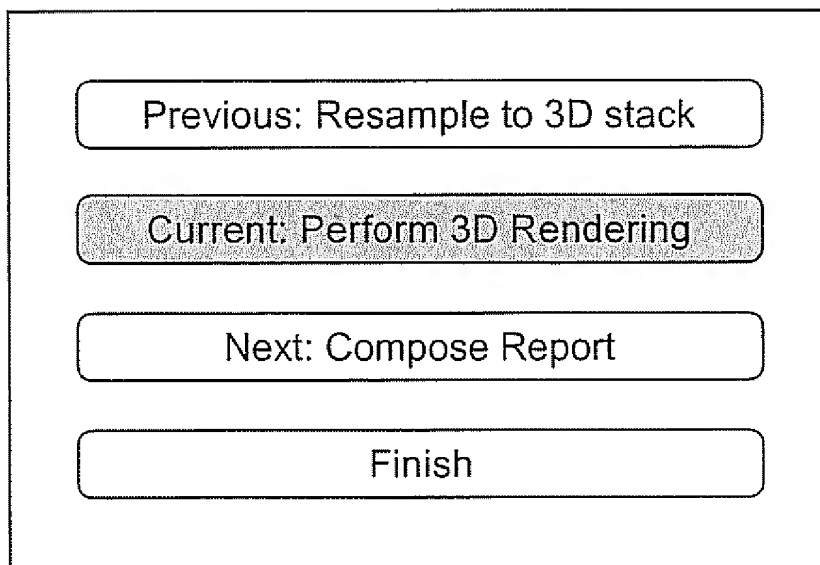 Previous: Resample to 3D stack
Current: Perform 3D Rendering
Next: Compose Report
Finish